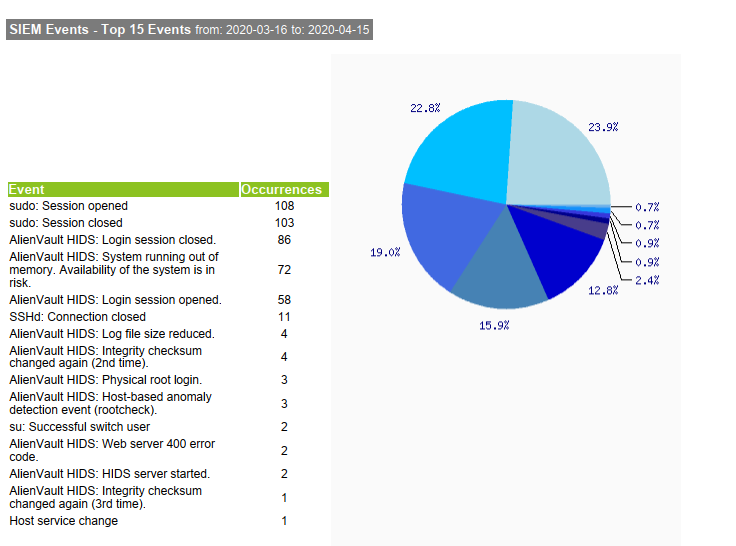 SIEM Events - Top 15 Events from: 2020-03-16 to: 2020-04-15
Event Occurrences
sudo: Session opened 108
sudo: Session closed 103
AlienVault HIDS: Login session closed. 86
AlienVault HIDS: System running out of
memory. Availability of the system is in 72
risk.
AlienVault HIDS: Login session opened. 58
SSHd: Connection closed 11
AlienVault HIDS: Log file size reduced. 4
AlienVault HIDS: Integrity checksum
changed again (2nd time). 4
AlienVault HIDS: Physical root login. 3
AlienVault HIDS: Host-based anomaly
detection event (rootcheck). 3
su: Successful switch user 2
AlienVault HIDS: Web server 400 error
code. 2
AlienVault HIDS: HIDS server started. 2
AlienVault HIDS: Integrity checksum
changed again (3rd time). 1
Host service change 1
22.8%
23.9%
19.0%
15.9%
12.8%
0.7%
0.7%
0.9%
0.9%
2.4%